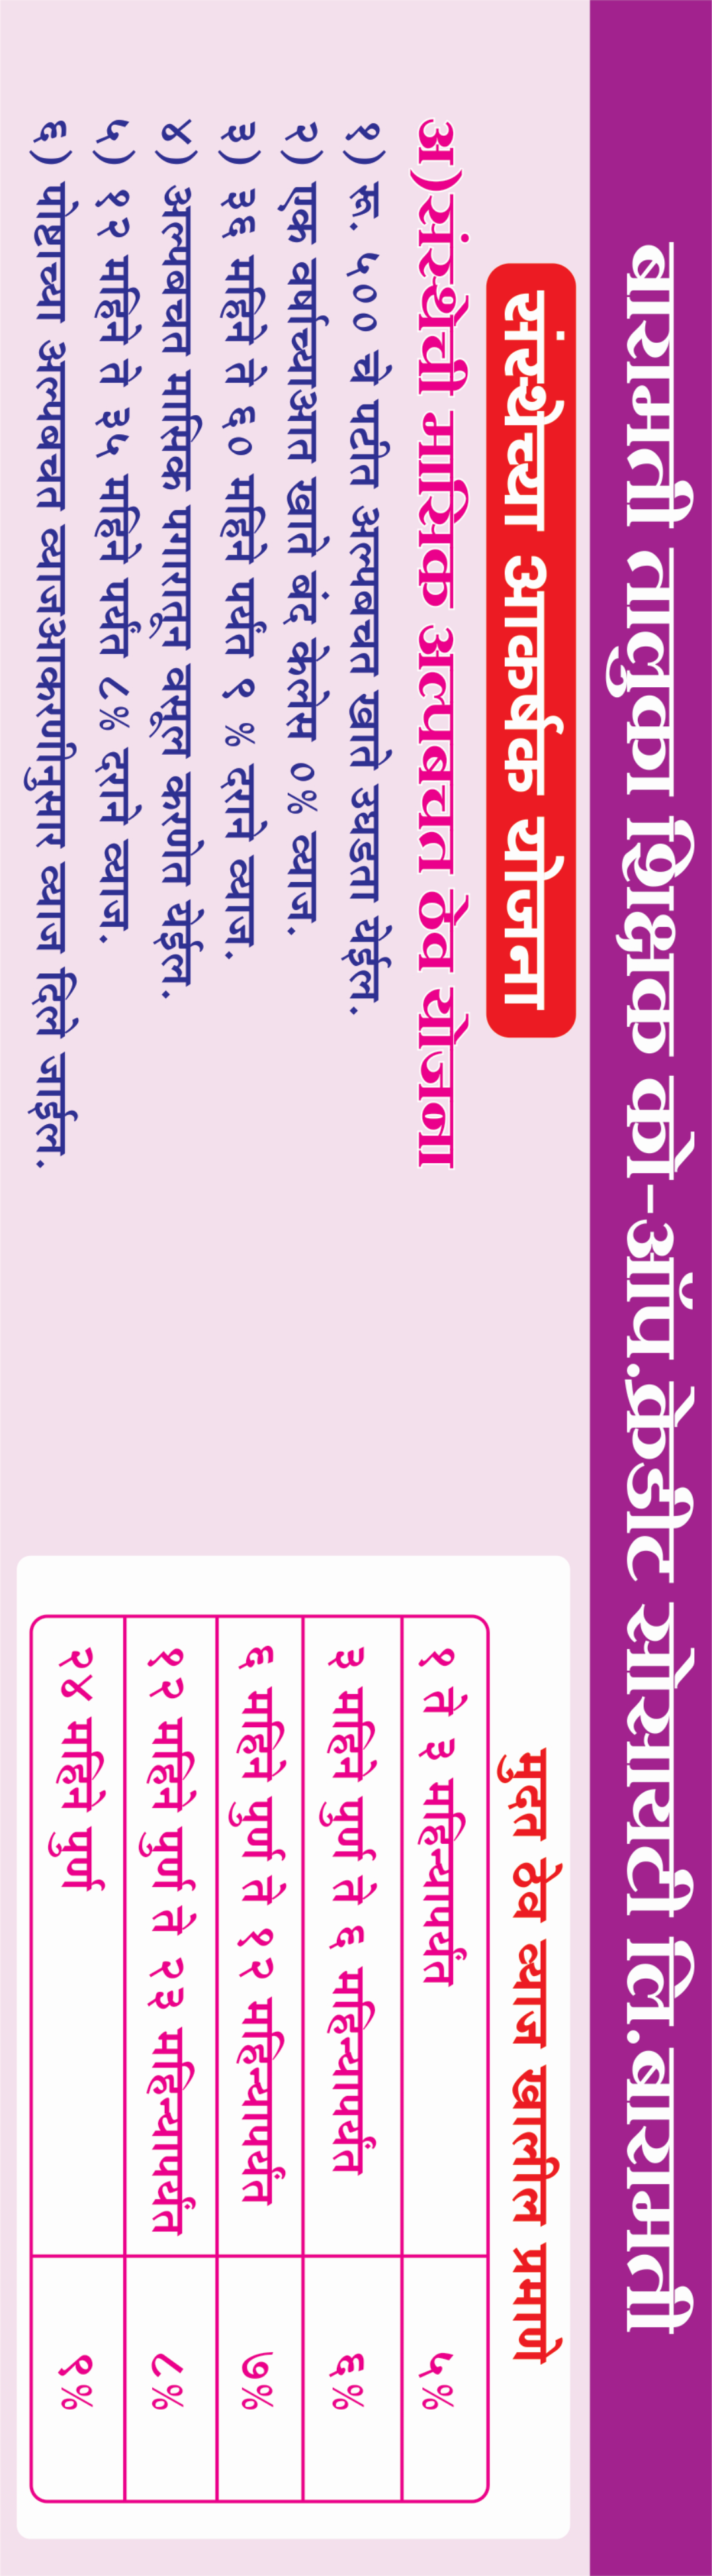 बारामती तालुका शिक्षक को-ऑप.क्रेडीट सोसायटी लि.बारामती
संस्थेच्या आकर्षक योजना
अ)संस्थेची मासिक अल्पबचत ठेव योजना
१) रू. ५०० चे पटीत अल्पबचत खाते उघडता येईल.
२) एक वर्षाच्याआत खाते बंद केलेस ०% व्याज.
३) ३६ महिने ते ६० महिने पर्यंत ९ % दराने व्याज.
४) अल्पबचत मासिक पगारातून वसूल करणेत येईल.
५) १२ महिने ते ३५ महिने पर्यंत ८% दराने व्याज.
६) पोष्टाच्या अल्पबचत व्याजआकरणीनुसार व्याज दिले जाईल.
मुदत ठेव व्याज खालील प्रमाणे
१ ते ३ महिन्यापर्यंत ५%
३ महिने पुर्ण ते ६ महिन्यापर्यंत ६%
६ महिने पुर्ण ते १२ महिन्यापर्यंत ७%
१२ महिने पुर्ण ते २३ महिन्यापर्यंत ८%
२४ महिने पुर्ण ९%